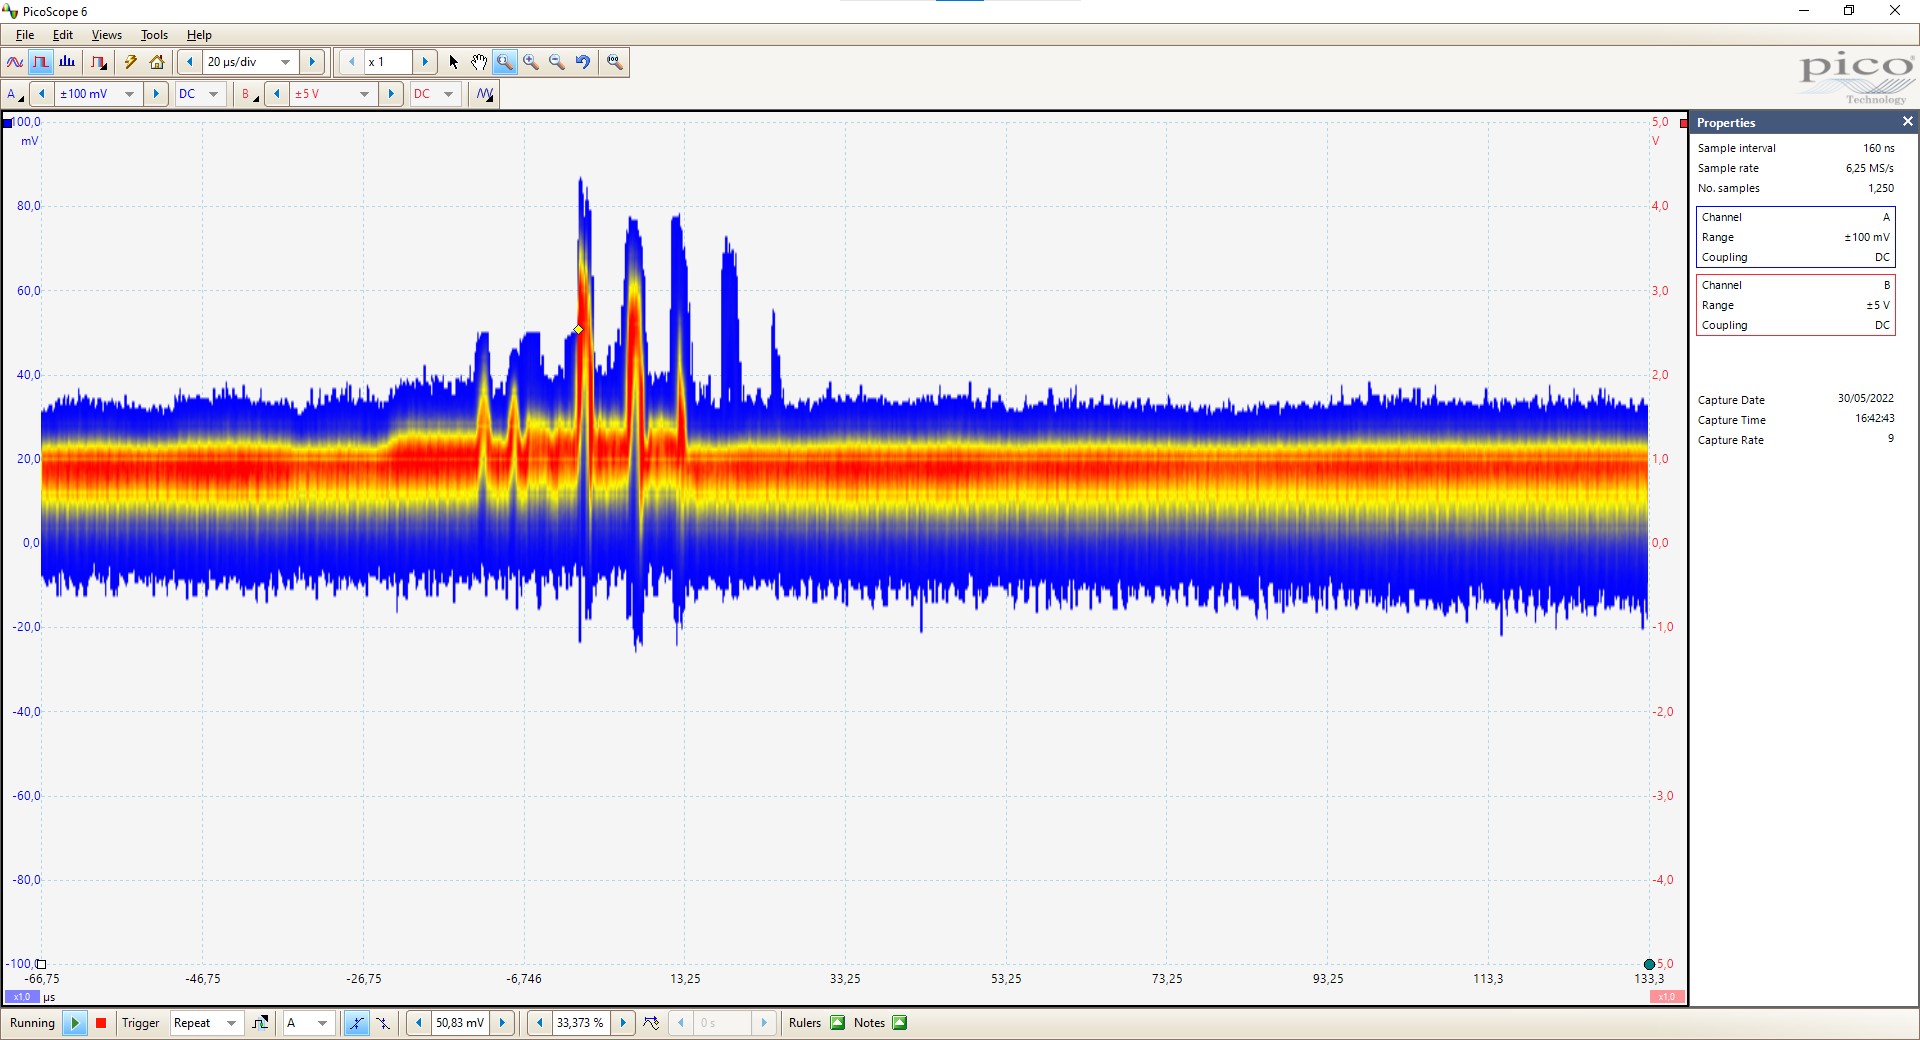 PicoScope 6
File Edit Views Tools Help
20 µs/div x 1
pico
Technology
A ±100 mV DC B ±5 V DC
100,0 5,0
mV V
80,0 4,0
60,0 3,0
40,0 2,0
20,0 1,0
0,0 0,0
-20,0 -1,0
-40,0 -2,0
-60,0 -3,0
-80,0 -4,0
-100,0 -5,0
-66,75 -46,75 -26,75 -6,746 13,25 33,25 53,25 73,25 93,25 113,3 133,3
x1,0 µs x1,0
Properties
Sample interval 160 ns
Sample rate 6,25 MS/s
No. samples 1,250
Channel A
Range ±100 mV
Coupling DC
Channel B
Range ±5 V
Coupling DC
Capture Date 30/05/2022
Capture Time 16:42:43
Capture Rate 9
Running Trigger Repeat A 50,83 mV 33,373 % 0 s Rulers Notes